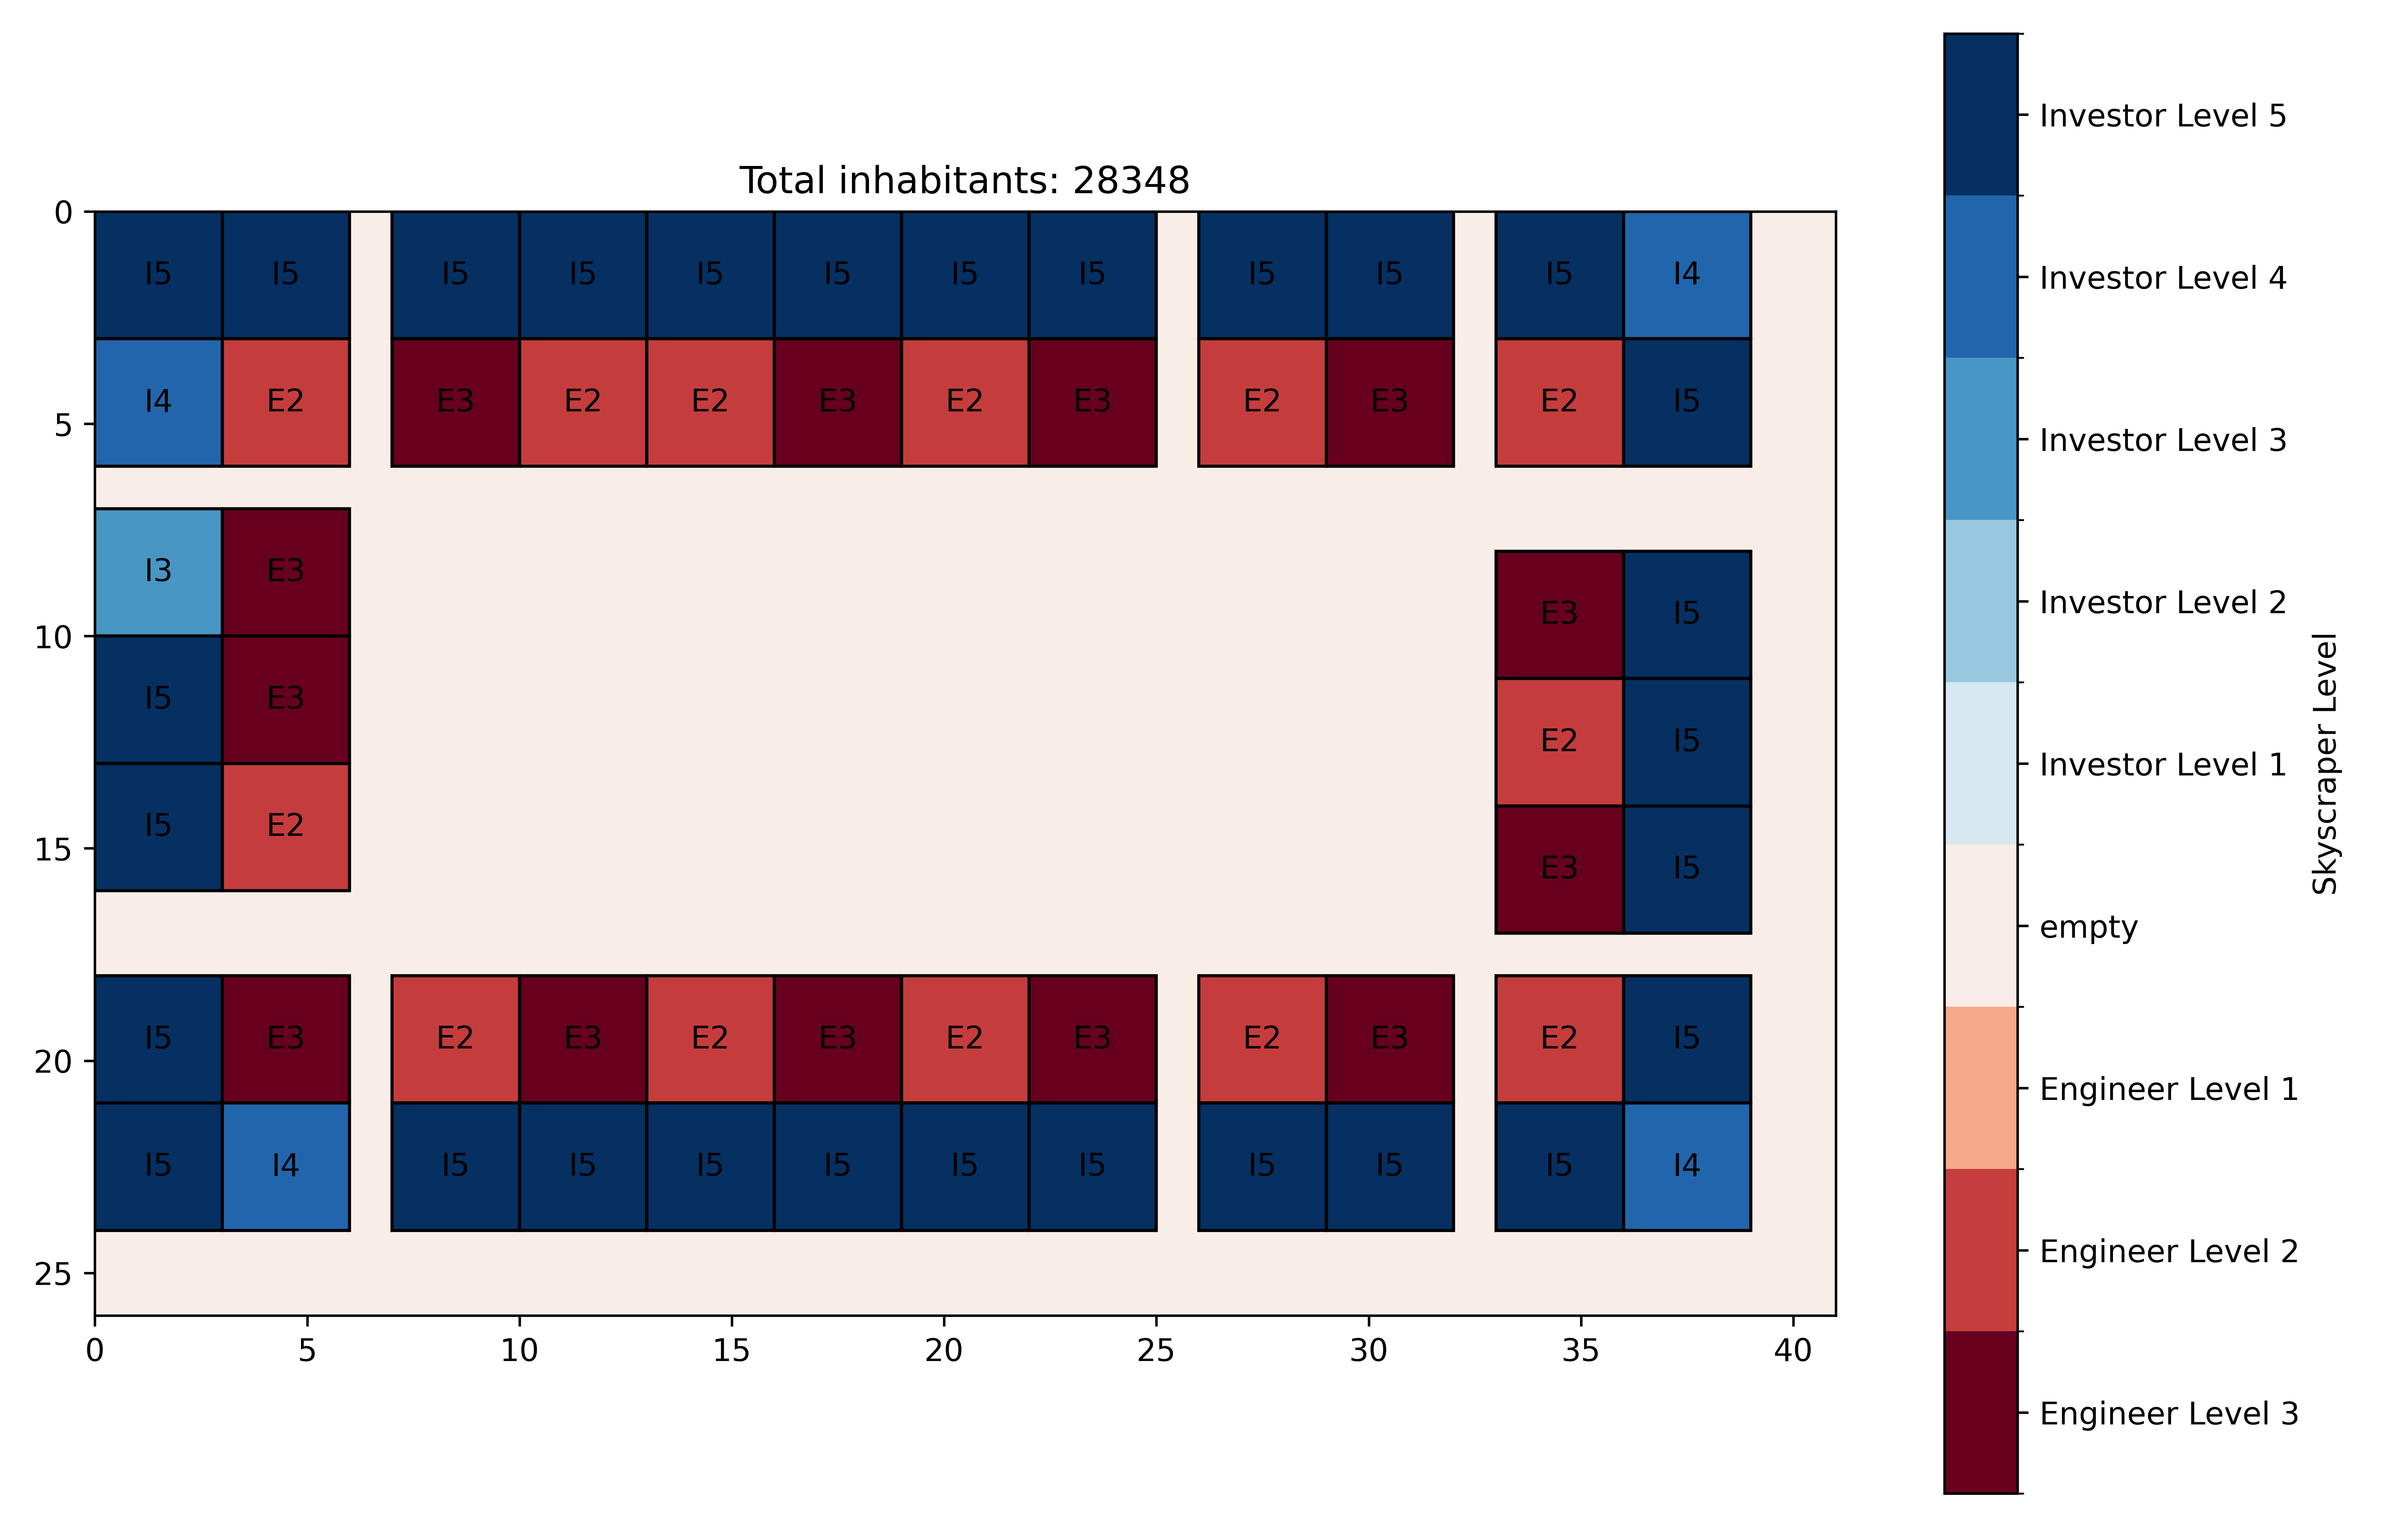 Total inhabitants: 28348
0
I5 I5 I5 I5 I5 I5 I5 I5 I5 I5 I5 I4
I4 E2 E3 E2 E2 E3 E2 E3 E2 E3 E2 I5
5
I3 E3
E3 I5
10
I5 E3
E2 I5
I5 E2
15
E3 I5
I5 E3 E2 E3 E2 E3 E2 E3 E2 E3 E2 I5
20
I5 I4 I5 I5 I5 I5 I5 I5 I5 I5 I5 I4
25
0 5 10 15 20 25 30 35 40
Investor Level 5
Investor Level 4
Investor Level 3
Investor Level 2
Investor Level 1
empty
Engineer Level 1
Engineer Level 2
Engineer Level 3
Skyscraper Level